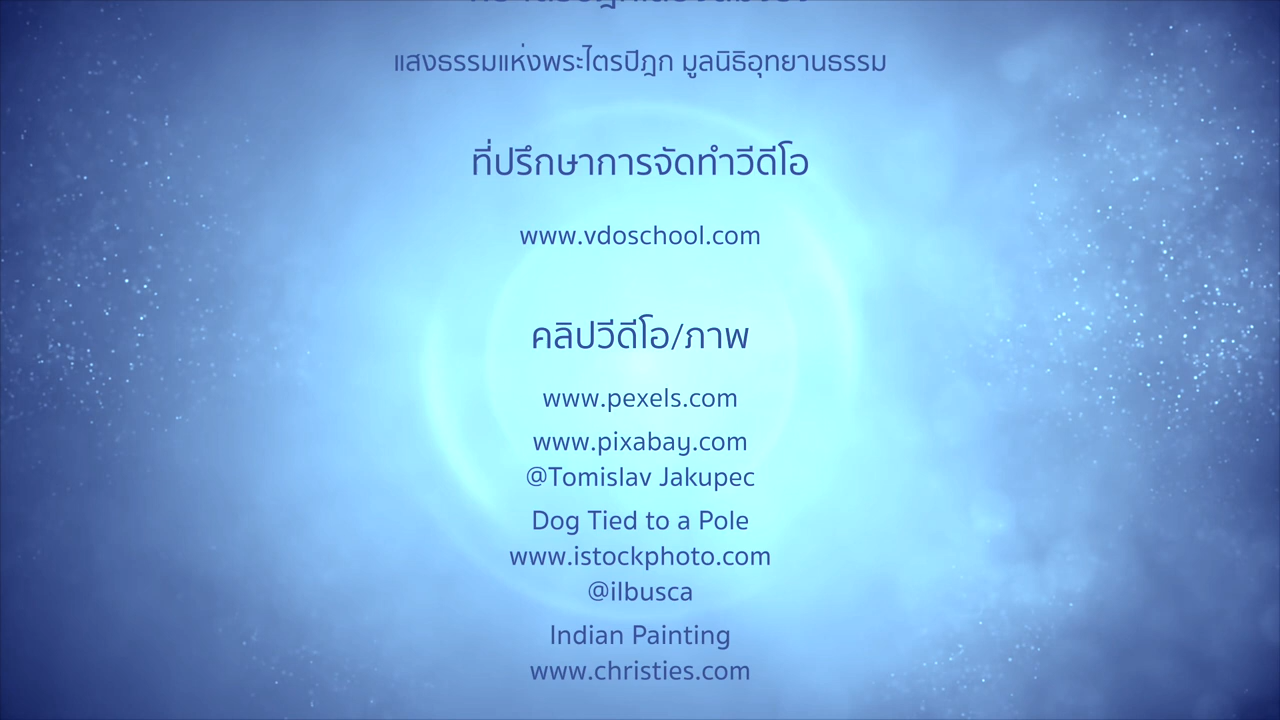 แสงธรรมแห่งพระไตรปิฎก มูลนิธิอุทยานธรรม
ที่ปรึกษาการจัดทำวีดีโอ
www.vdoschool.com
คลิปวีดีโอ/ภาพ
www.pexels.com
www.pixabay.com
@Tomislav Jakupec
Dog Tied to a Pole
www.istockphoto.com
@ilbusca
Indian Painting
www.christies.com